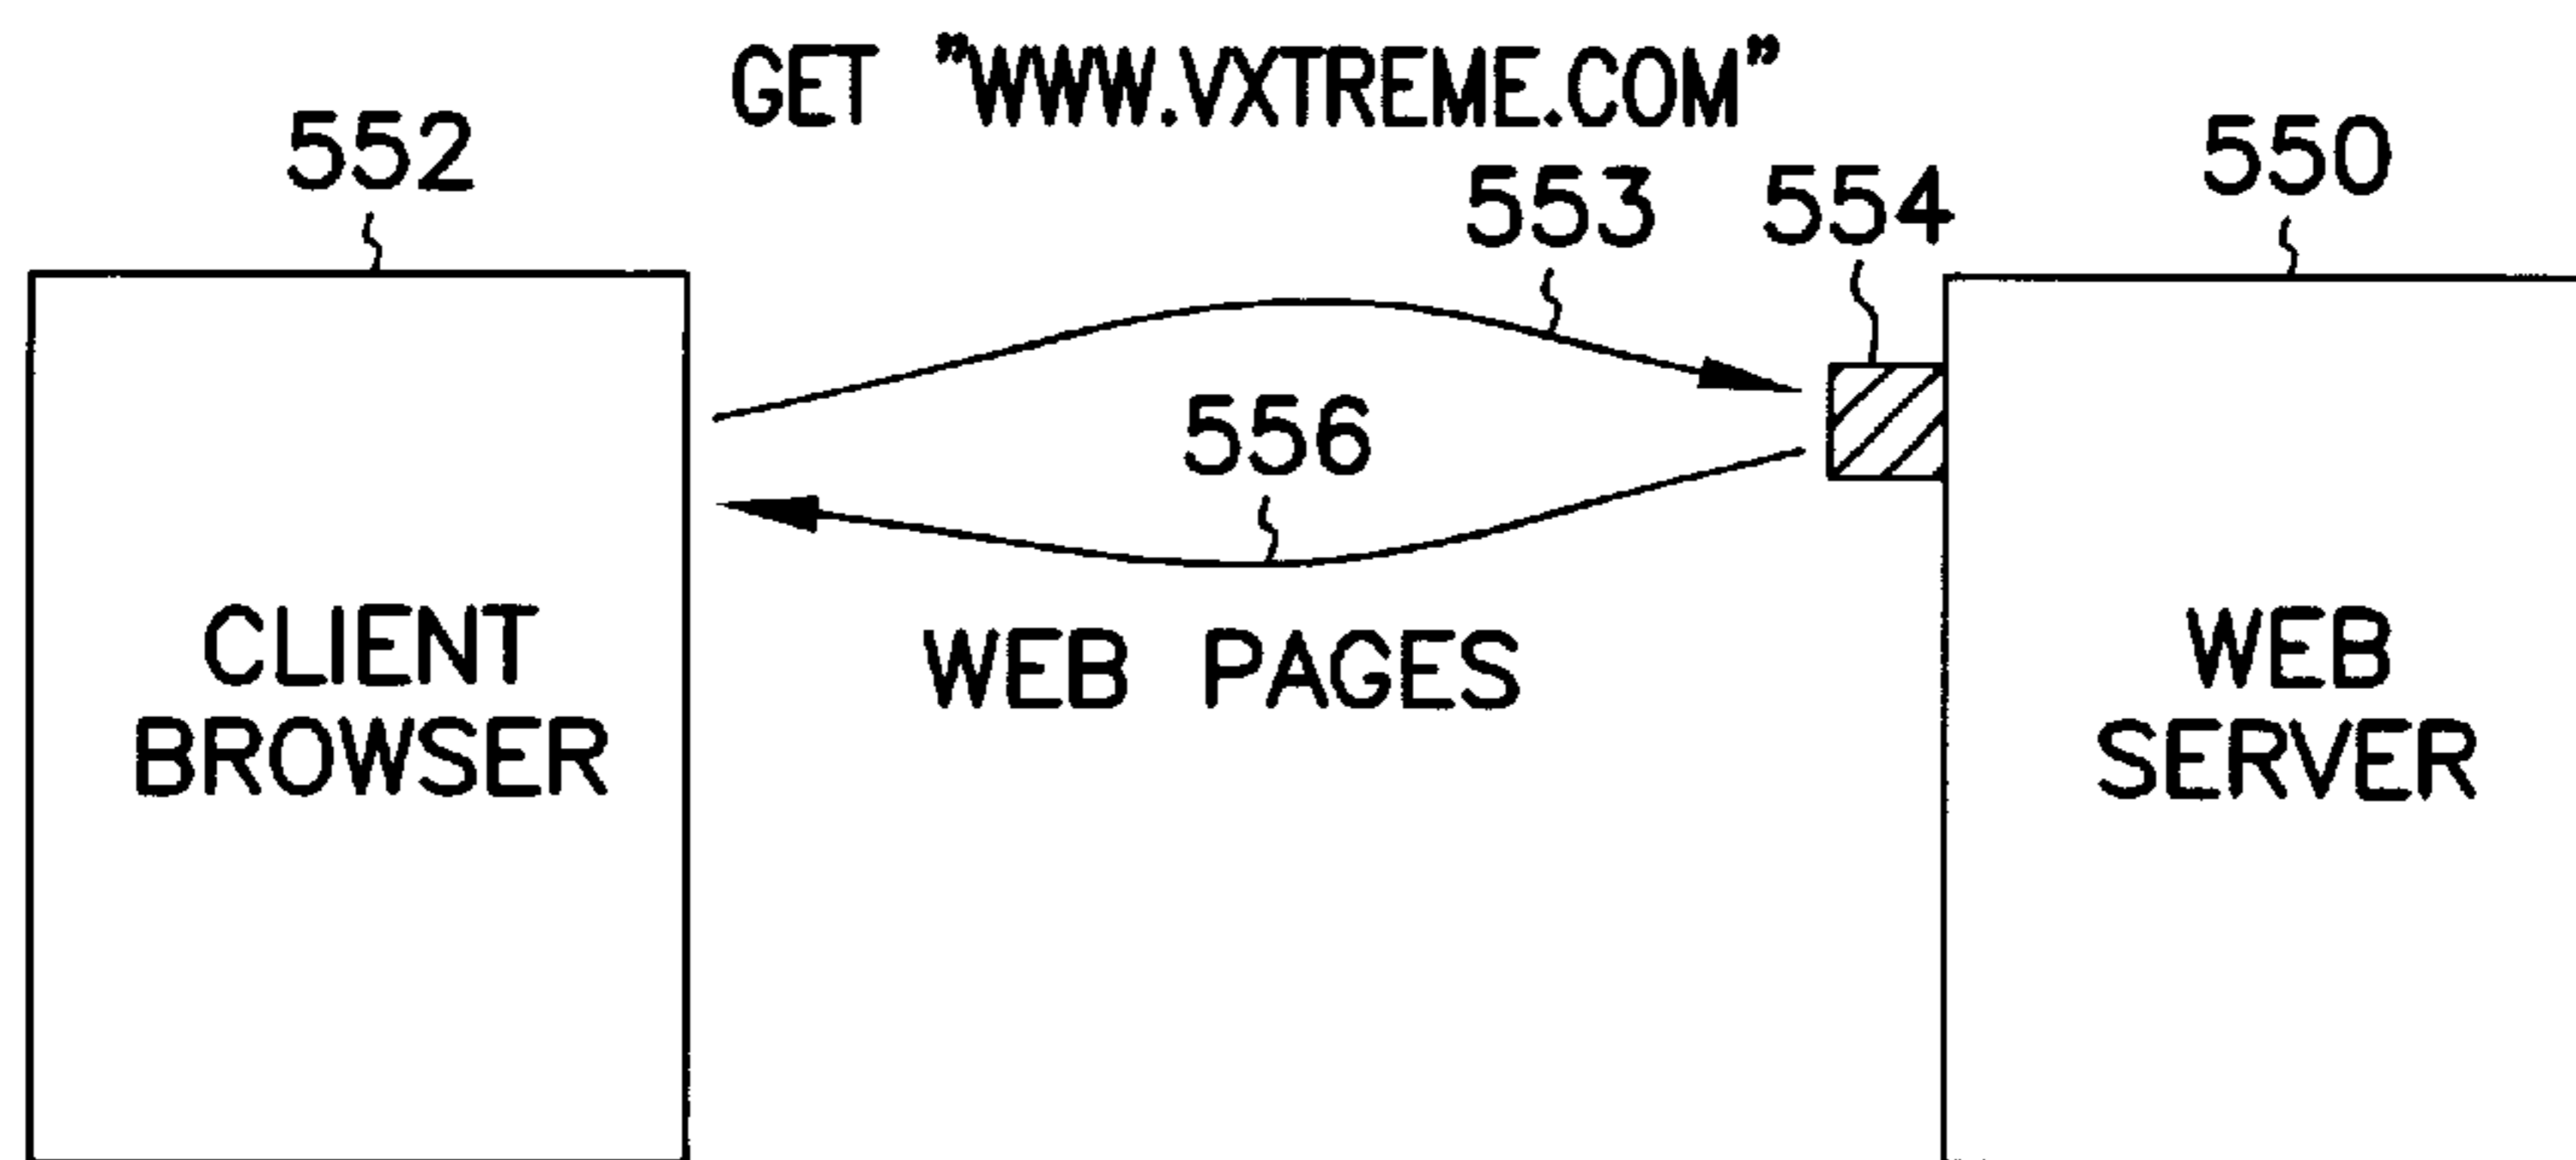 GET "WWW.VXTREME.COM"
552
553
554
550
556
CLIENT
BROWSER
WEB PAGES
WEB
SERVER